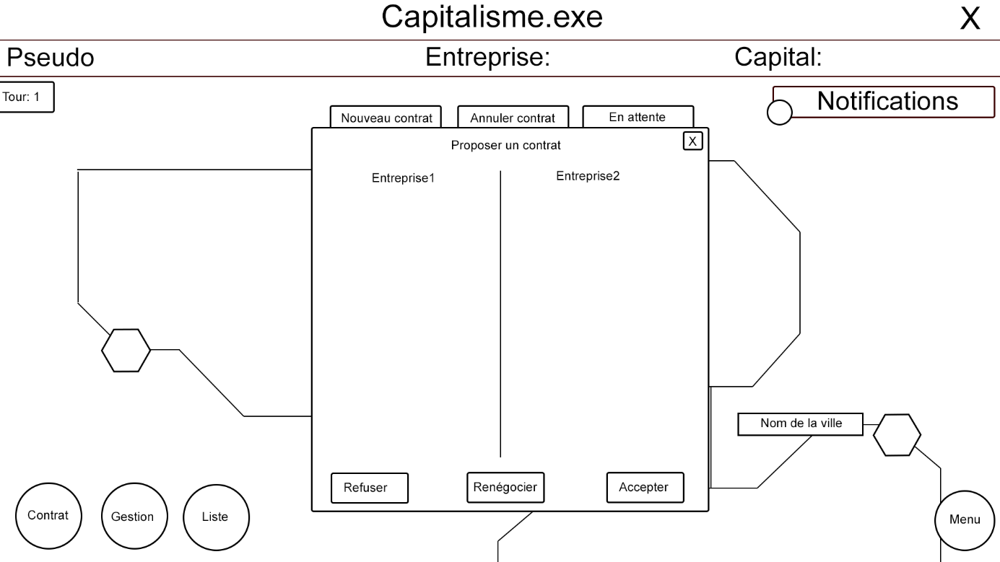 Capitalisme.exe
X
Pseudo
Entreprise:
Capital:
Tour: 1
Notifications
Nouveau contrat
Annuler contrat
En attente
Proposer un contrat
X
Entreprise1
Entreprise2
Nom de la ville
Refuser
Renégocier
Accepter
Contrat
Gestion
Liste
Menu